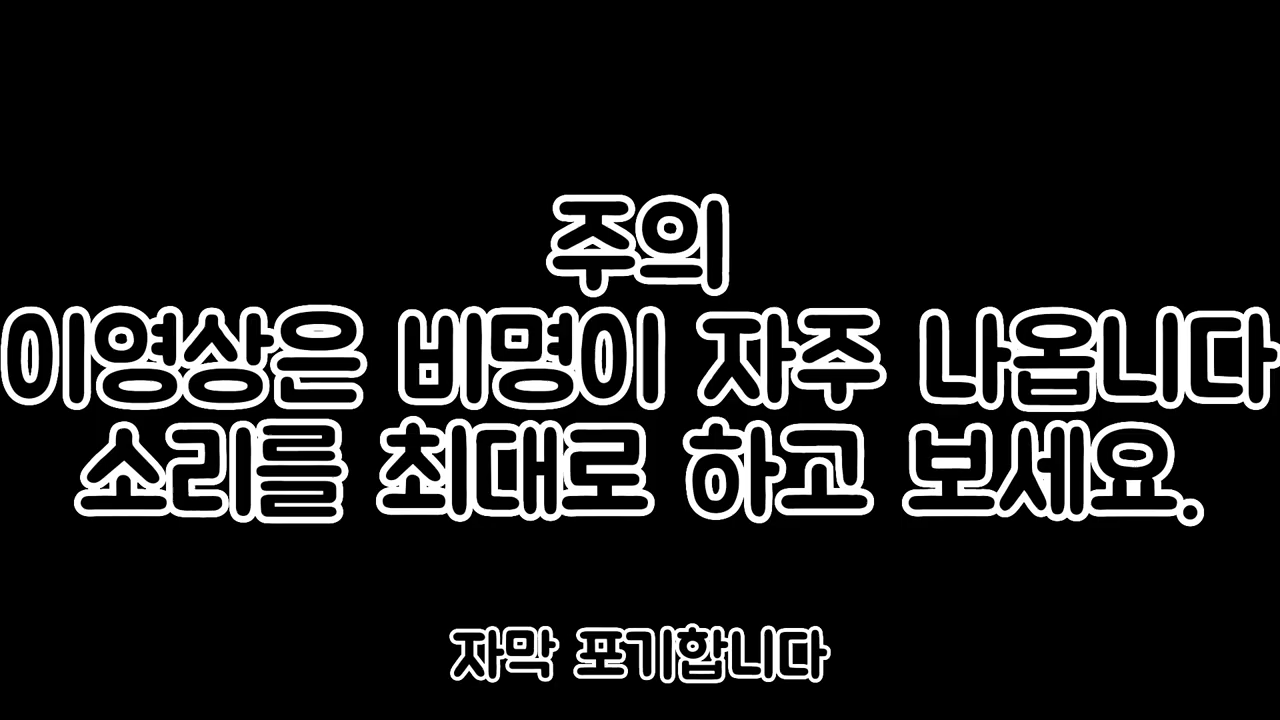 주의
이영상은 비명이 자주 나옵니다
소리를 최대로 하고 보세요.
자막 포기합니다